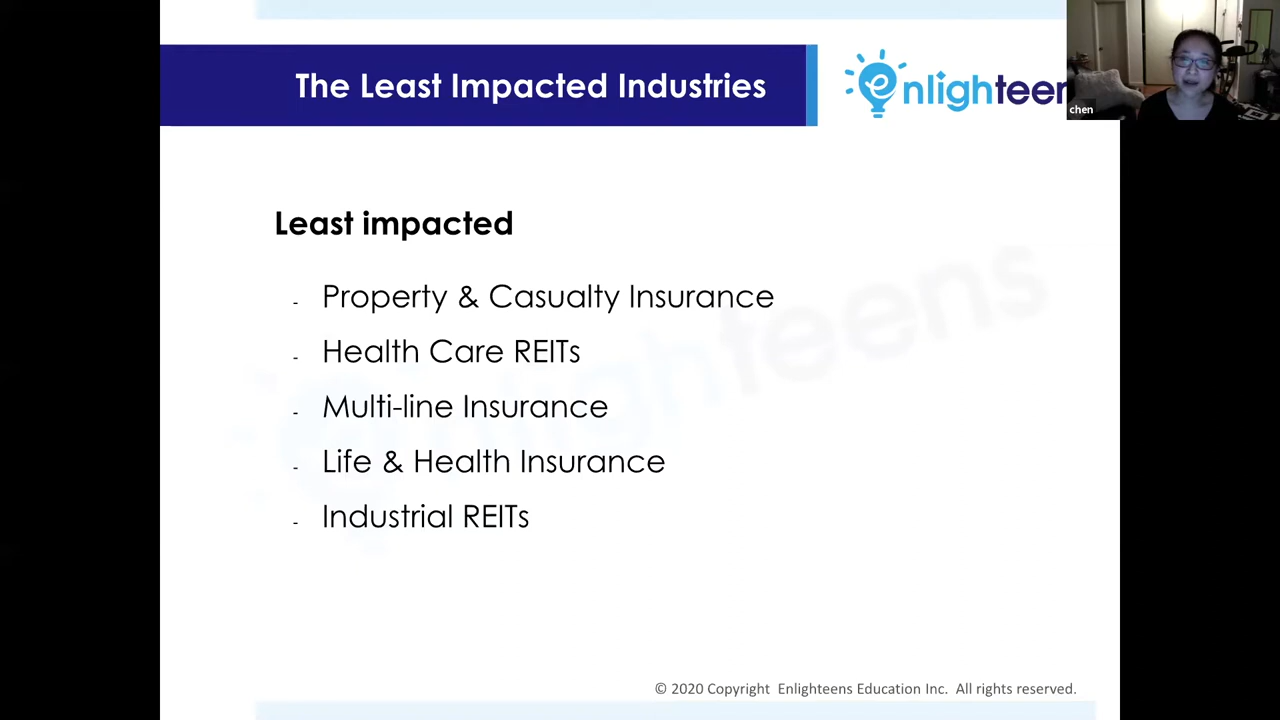 The Least Impacted Industries
enlighteen
chen
Least impacted
- Property & Casualty Insurance
- Health Care REITs
- Multi-line Insurance
- Life & Health Insurance
- Industrial REITs
enlighteens
© 2020 Copyright Enlighteens Education Inc. All rights reserved.